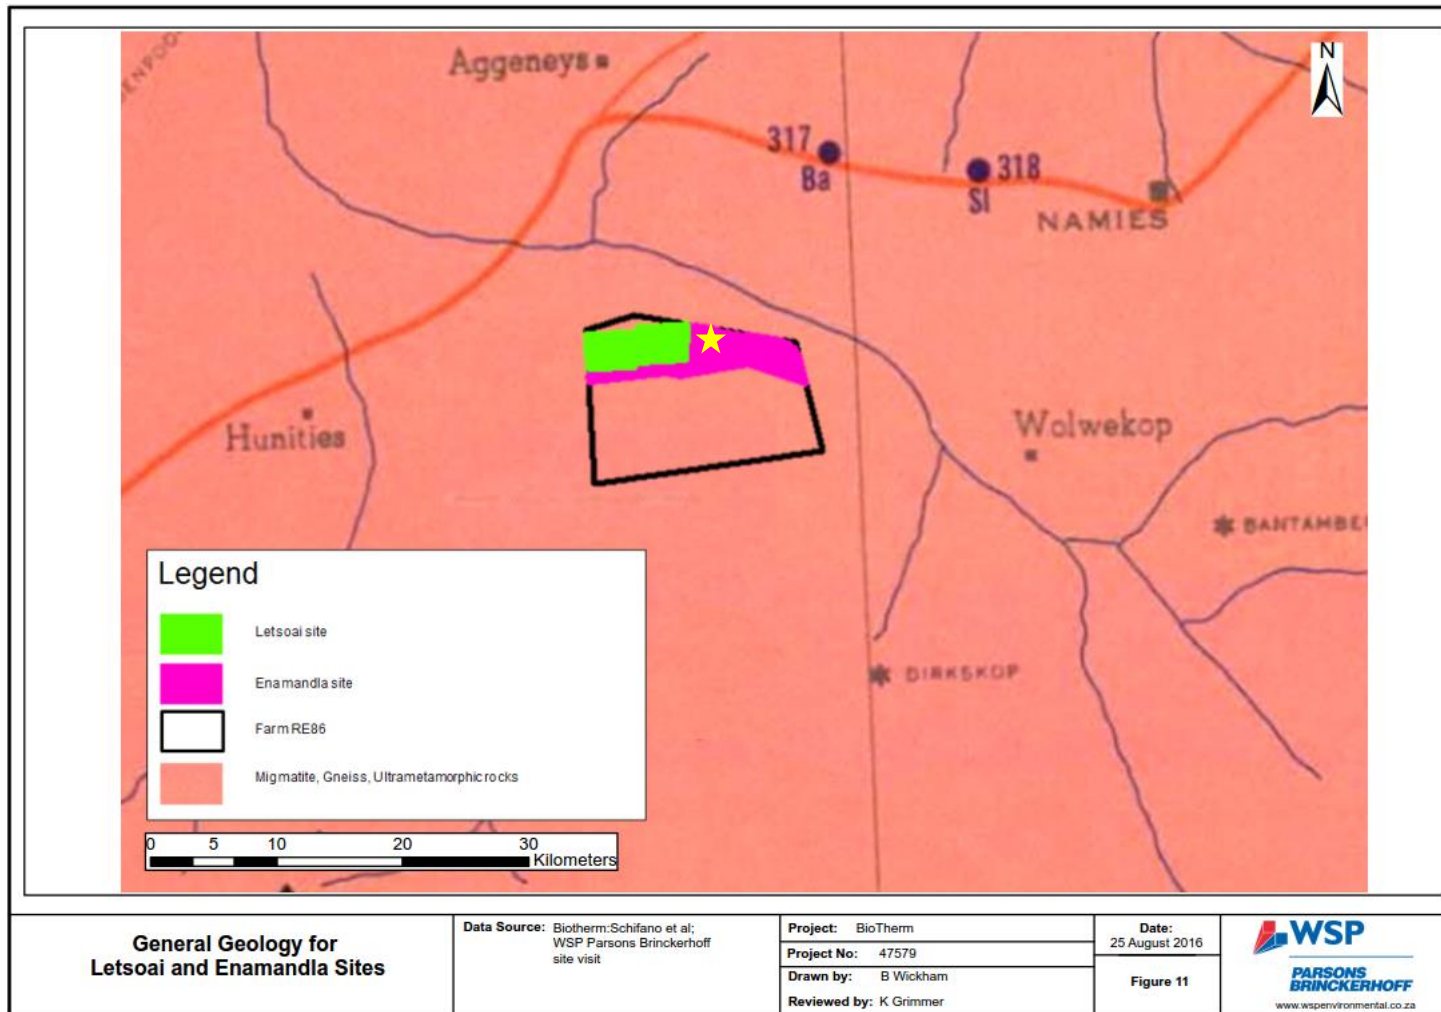 Aggeneys
N
317
Ba
318
SI
NAMIES
Hunities
Wolwekop
DIRKSKOP
Legend
Letsoai site
Enamandla site
Farm RE86
Migmatite, Gneiss, Ultrametamorphic rocks
0 5 10 20 30
Kilometers
General Geology for
Letsoai and Enamandla Sites
Data Source: Biotherm:Schifano et al;
WSP Parsons Brinckerhoff
site visit
Project: BioTherm
Project No: 47579
Drawn by: B Wickham
Reviewed by: K Grimmer
Date:
25 August 2016
Figure 11
WSP
PARSONS
BRINCKERHOFF
www.wspenvironmental.co.za